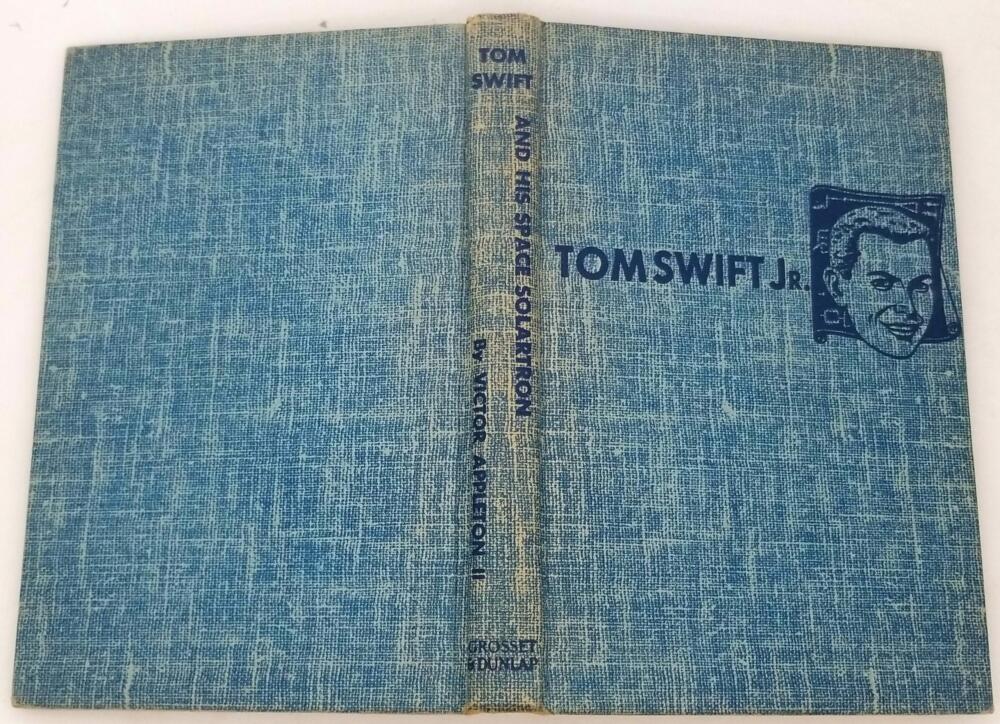 TOM
SWIFT
AND HIS SPACE SOLARTRON
By VICTOR APPLETON II
GROSSET
& DUNLAP
TOM SWIFT JR.